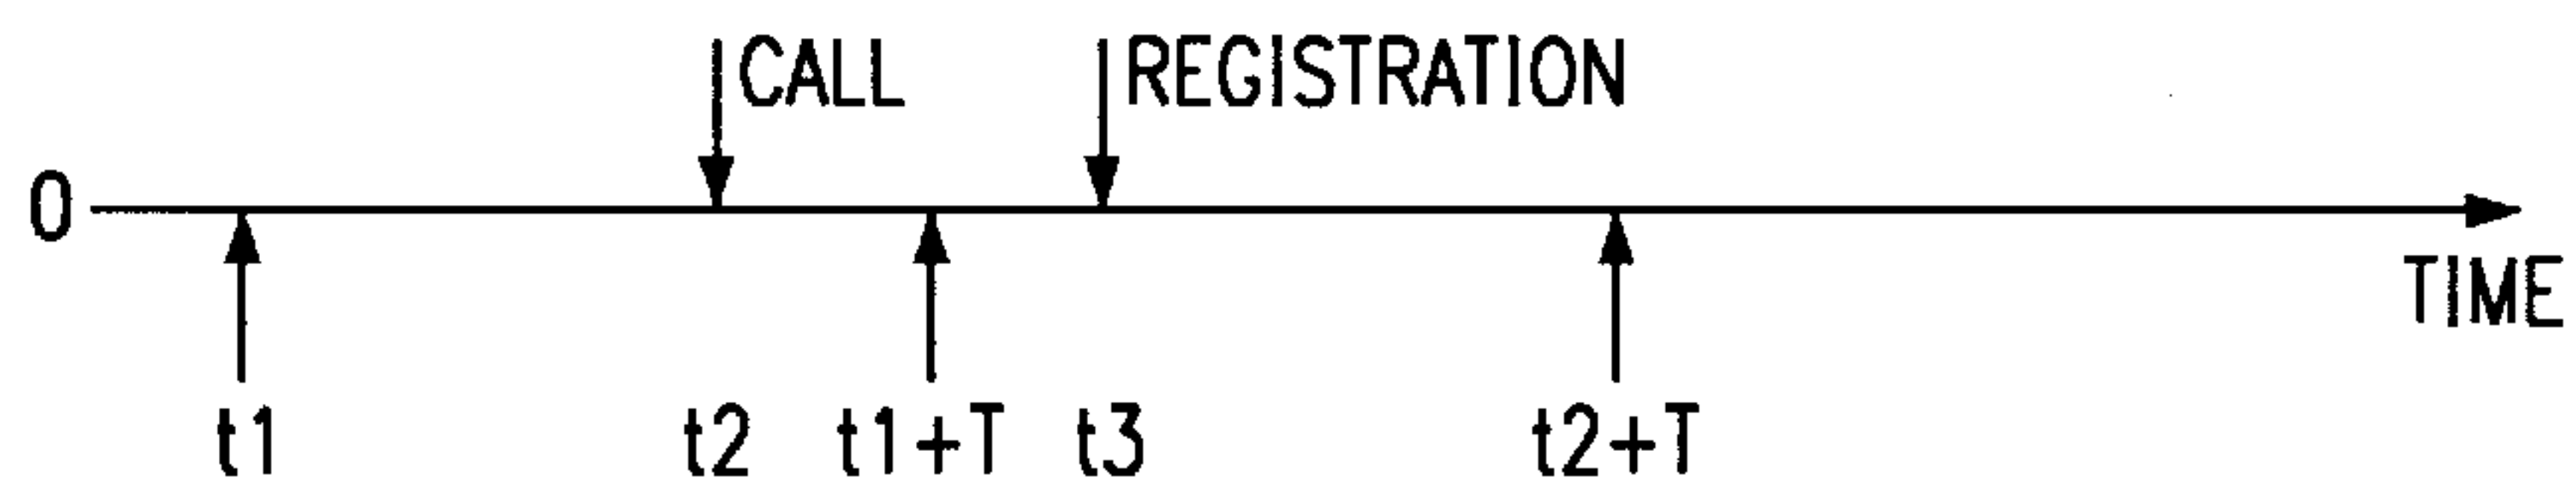 CALL REGISTRATION
0
TIME
t1 t2 t1+T t3 t2+T